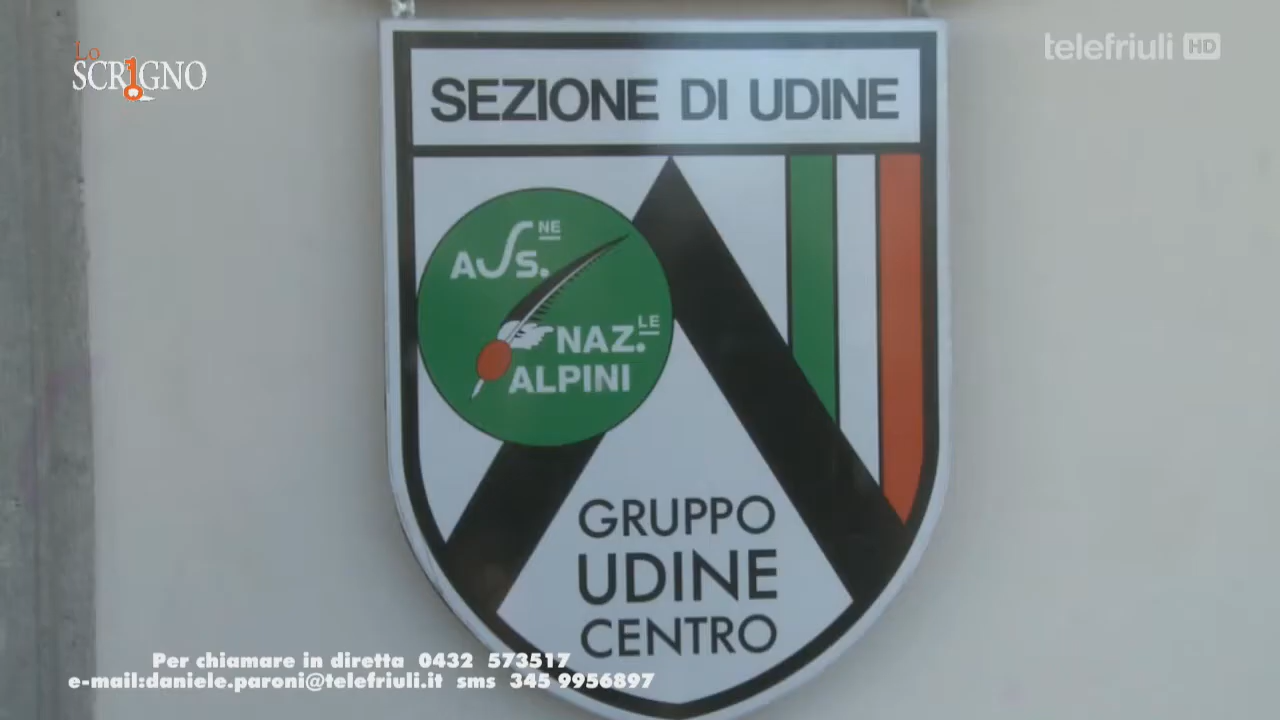 Lo
SCRIGNO
telefriuli HD
SEZIONE DI UDINE
ASS.NE
NAZ.LE
ALPINI
GRUPPO
UDINE
CENTRO
Per chiamare in diretta 0432 573517
e-mail:daniele.paroni@telefriuli.it sms 345 9956897